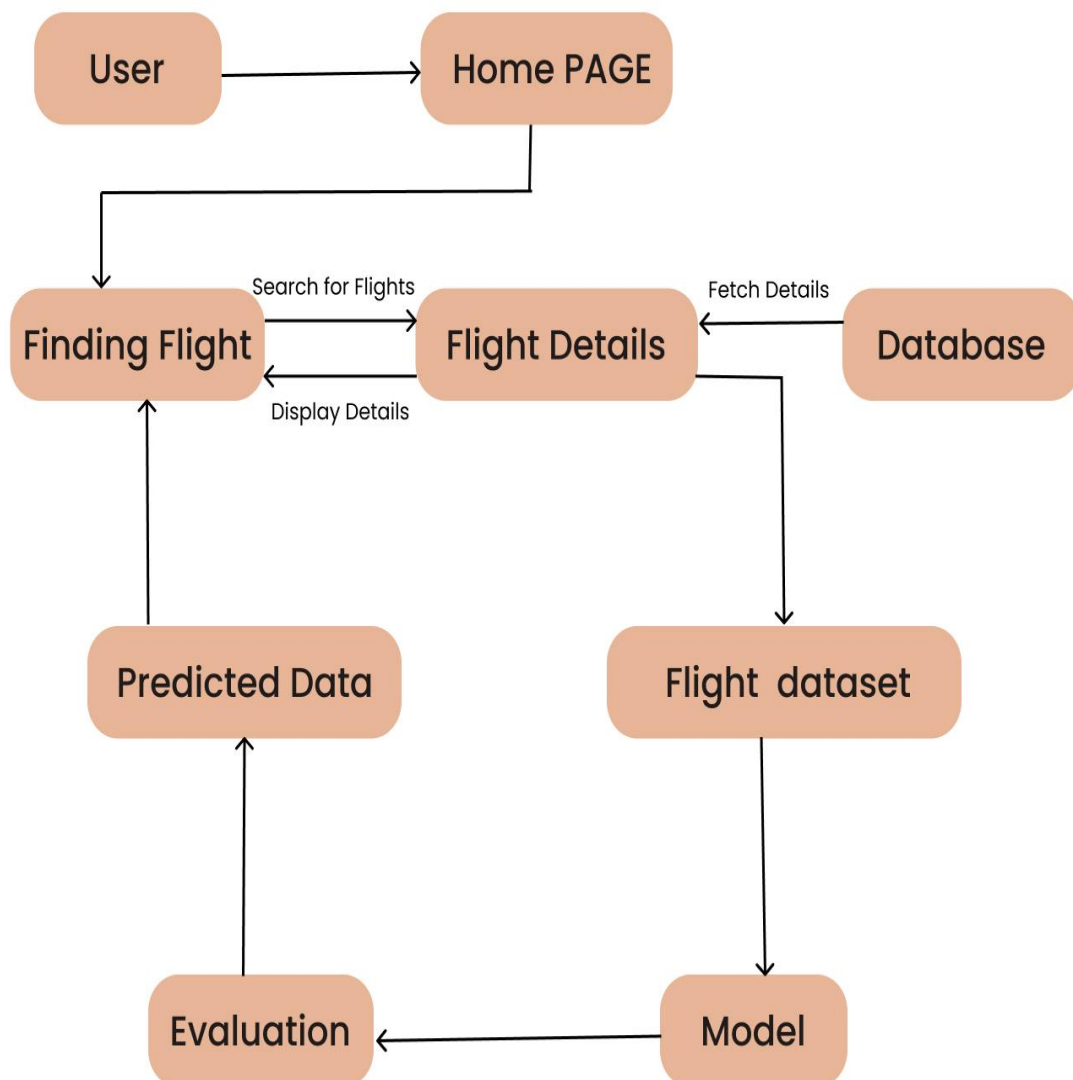 User
Home PAGE
Search for Flights
Fetch Details
Finding Flight
Flight Details
Database
Display Details
Predicted Data
Flight dataset
Evaluation
Model